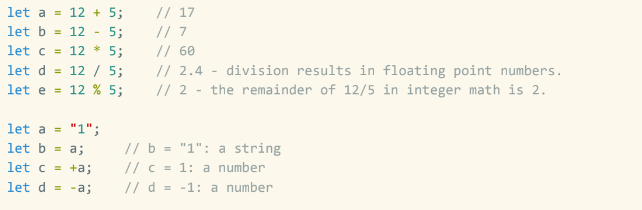 let a = 12 + 5;    // 17
let b = 12 - 5;    // 7
let c = 12 * 5;    // 60
let d = 12 / 5;    // 2.4 - division results in floating point numbers.
let e = 12 % 5;    // 2 - the remainder of 12/5 in integer math is 2.
let a = "1";
let b = a;     // b = "1": a string
let c = +a;    // c = 1: a number
let d = -a;    // d = -1: a number